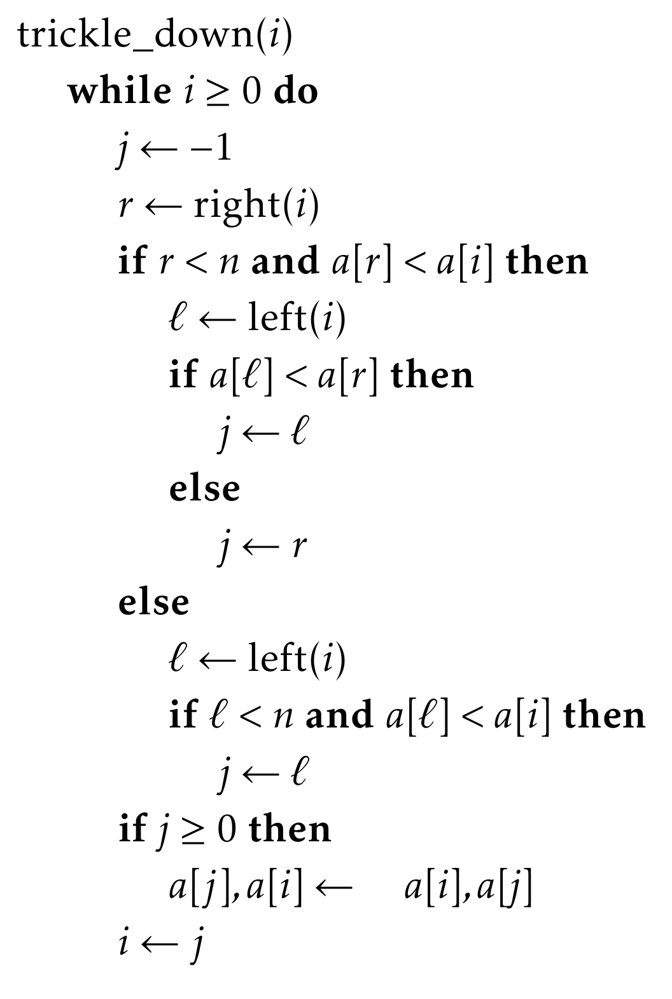 trickle_down(i)
while i ≥ 0 do
j ← −1
r ← right(i)
if r < n and a[r] < a[i] then
ℓ ← left(i)
if a[ℓ] < a[r] then
j ← ℓ
else
j ← r
else
ℓ ← left(i)
if ℓ < n and a[ℓ] < a[i] then
j ← ℓ
if j ≥ 0 then
a[j], a[i] ← a[i], a[j]
i ← j